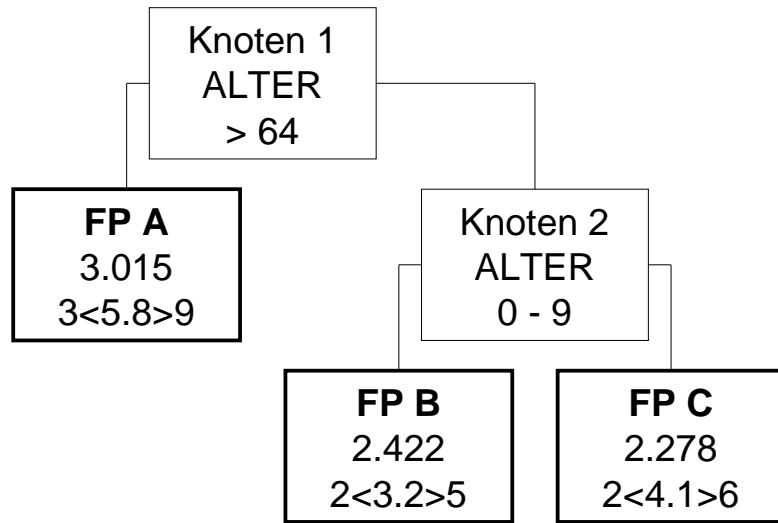 Knoten 1
ALTER
> 64
FP A
3.015
3<5.8>9
Knoten 2
ALTER
0 - 9
FP B
2.422
2<3.2>5
FP C
2.278
2<4.1>6